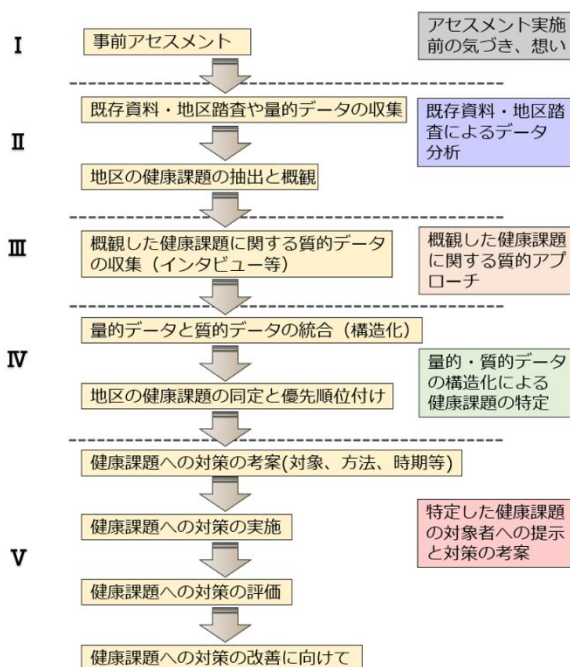 Ⅰ
事前アセスメント
アセスメント実施
前の気づき、想い
Ⅱ
既存資料・地区踏査や量的データの収集
地区の健康課題の抽出と概観
既存資料・地区踏
査によるデータ
分析
Ⅲ
概観した健康課題に関する質的データ
の収集（インタビュー等）
概観した健康課題
に関する質的アプ
ローチ
Ⅳ
量的データと質的データの統合（構造化）
地区の健康課題の同定と優先順位付け
量的・質的データ
の構造化による
健康課題の特定
Ⅴ
健康課題への対策の考案(対象、方法、時期等)
健康課題への対策の実施
健康課題への対策の評価
健康課題への対策の改善に向けて
特定した健康課題
の対象者への提示
と対策の考案